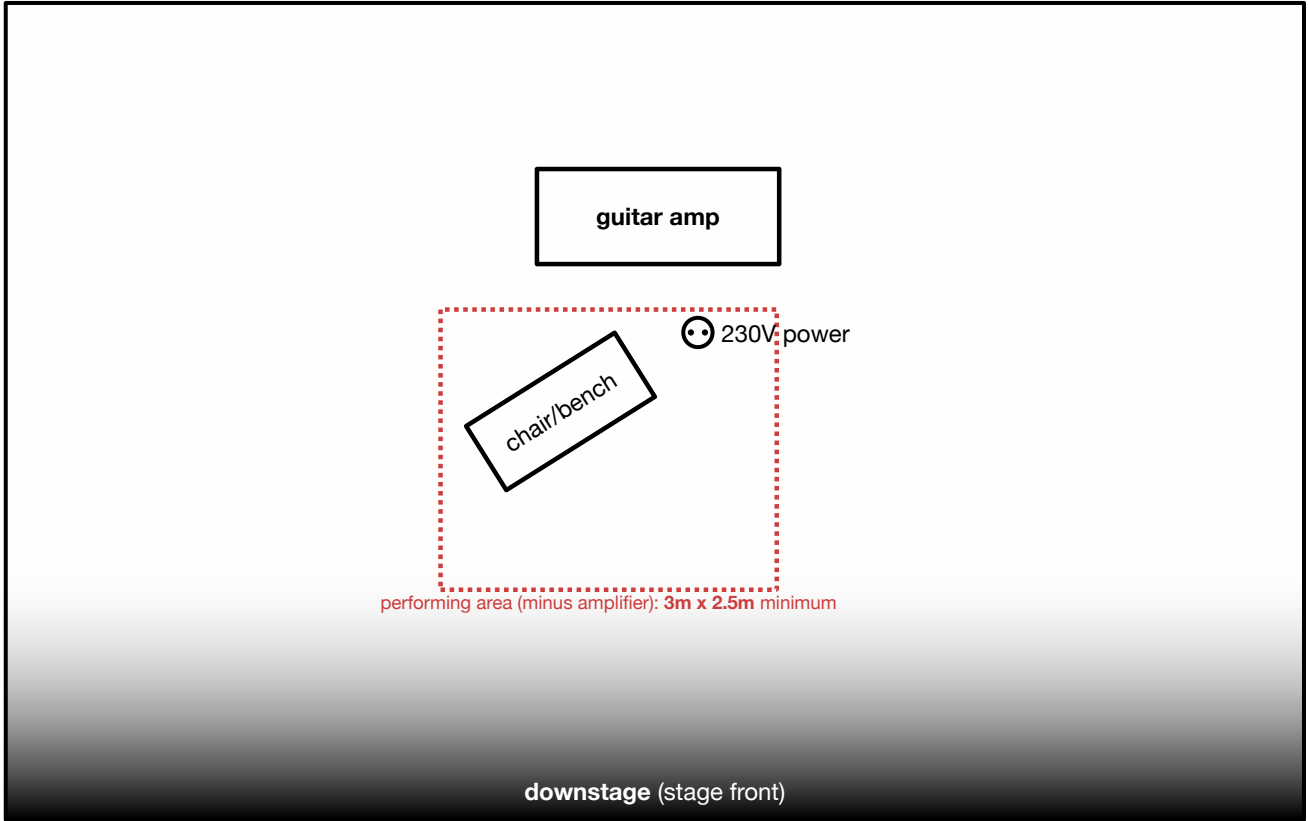 guitar amp
230V power
chair/bench
performing area (minus amplifier): 3m x 2.5m minimum
downstage (stage front)